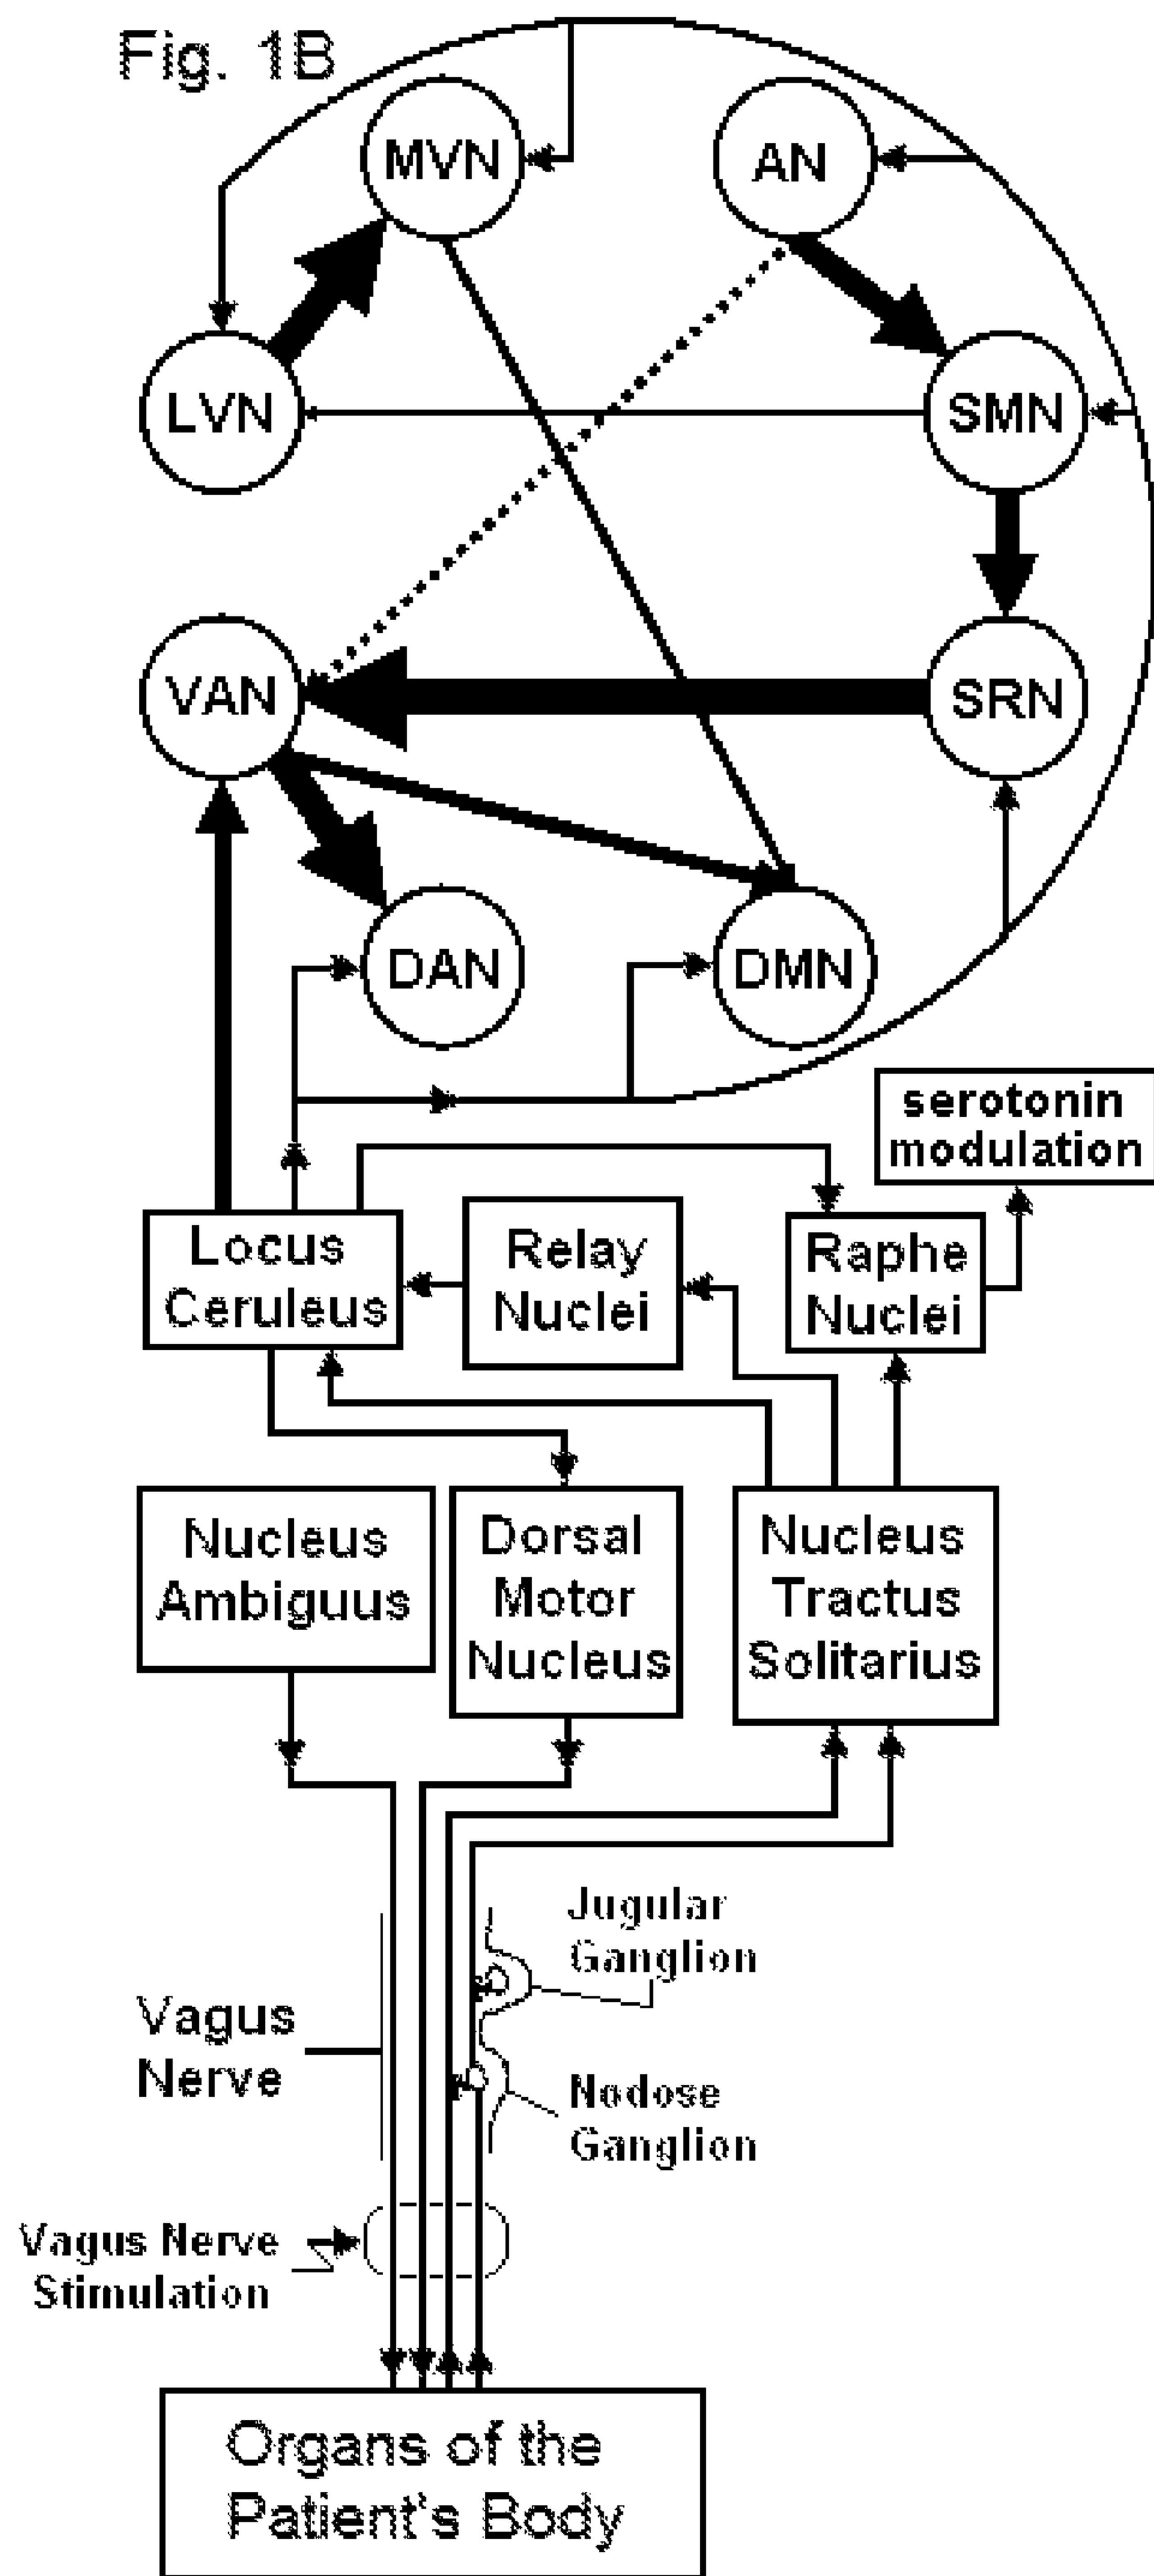 Fig. 1B
MVN
AN
LVN
SMN
VAN
SRN
DAN
DMN
serotonin
modulation
Locus
Ceruleus
Relay
Nuclei
Raphe
Nuclei
Nucleus
Ambiguus
Dorsal
Motor
Nucleus
Nucleus
Tractus
Solitarius
Jugular
Ganglion
Vagus
Nerve
Nodose
Ganglion
Vagus Nerve
Stimulation
Organs of the
Patient's Body